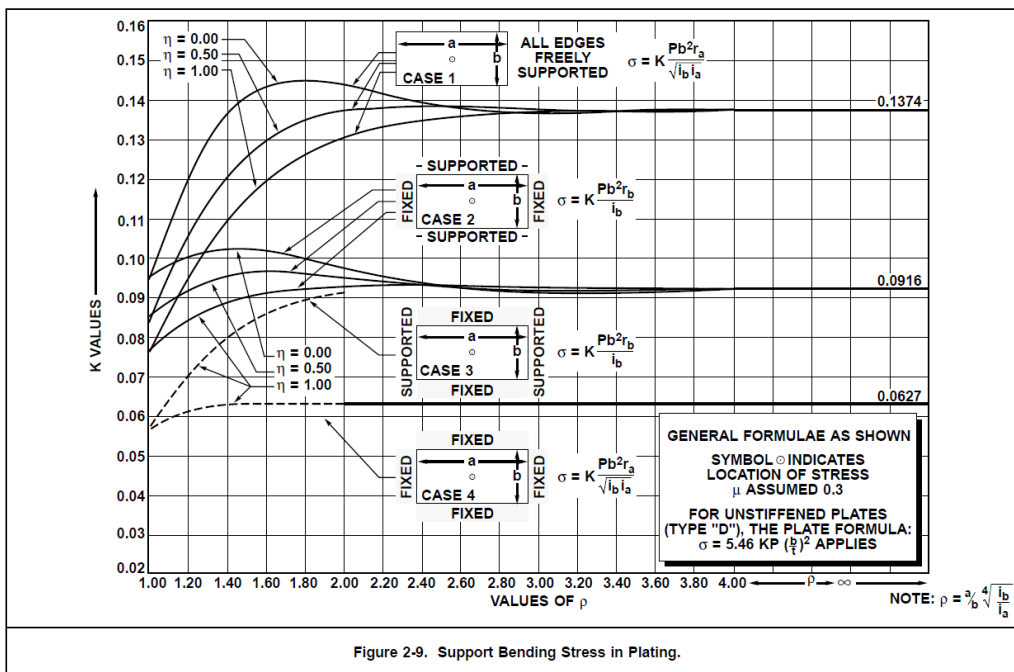 0.16
0.15
0.14
0.13
0.12
0.11
0.10
0.09
0.08
0.07
0.06
0.05
0.04
0.03
0.02
K VALUES
η = 0.00
η = 0.50
η = 1.00
a
b
CASE 1
ALL EDGES
FREELY
SUPPORTED
σ = K Pb²rₐ / √(i_b iₐ)
0.1374
- SUPPORTED -
FIXED
a
b
CASE 2
FIXED
SUPPORTED
σ = K Pb²r_b / i_b
0.0916
η = 0.00
η = 0.50
η = 1.00
FIXED
SUPPORTED
a
b
CASE 3
SUPPORTED
FIXED
σ = K Pb²r_b / i_b
0.0627
FIXED
FIXED
a
b
CASE 4
FIXED
FIXED
σ = K Pb²rₐ / √(i_b iₐ)
GENERAL FORMULAE AS SHOWN
SYMBOL ⊙ INDICATES
LOCATION OF STRESS
μ ASSUMED 0.3
FOR UNSTIFFENED PLATES
(TYPE "D"), THE PLATE FORMULA:
σ = 5.46 KP (b/t)² APPLIES
1.00 1.20 1.40 1.60 1.80 2.00 2.20 2.40 2.60 2.80 3.00 3.20 3.40 3.60 3.80 4.00 ρ ∞
VALUES OF ρ
NOTE: ρ = a/b ⁴√(i_b/iₐ)
Figure 2-9. Support Bending Stress in Plating.